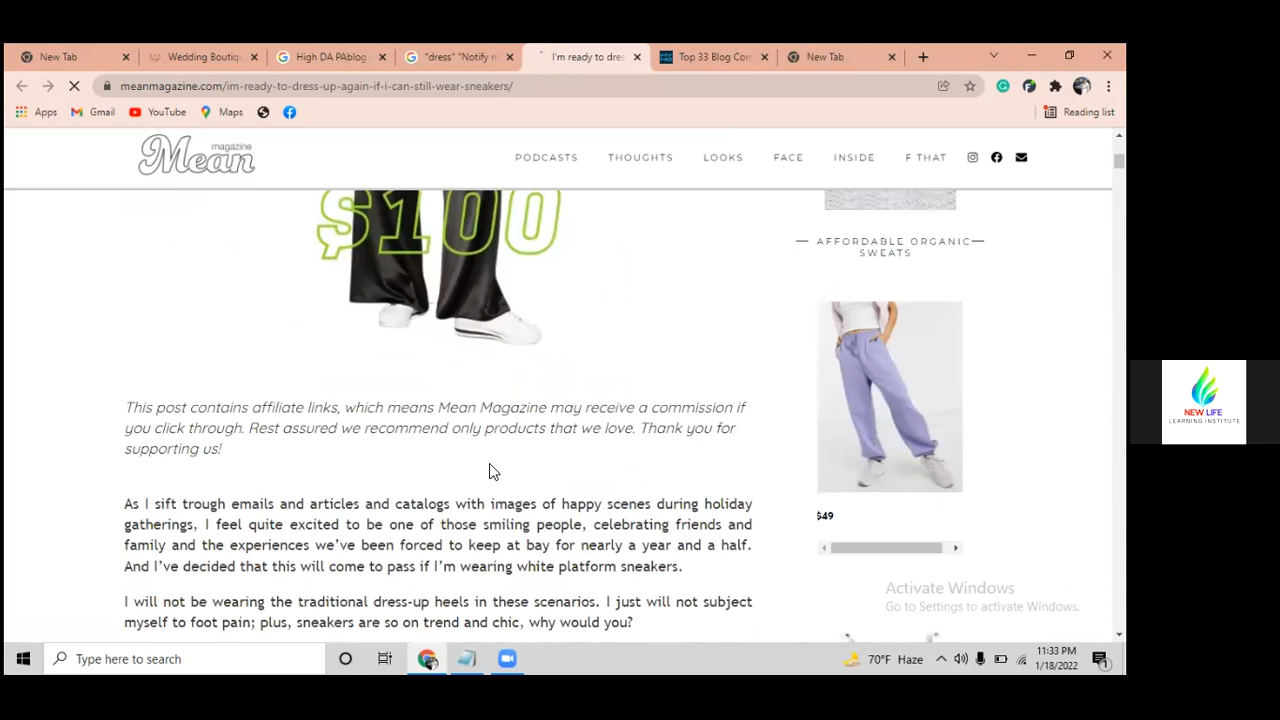 New Tab
Wedding Boutiqu
High DA PAblog
"dress" "Notify m
I'm ready to dres
Top 33 Blog Com
New Tab
meanmagazine.com/im-ready-to-dress-up-again-if-i-can-still-wear-sneakers/
Apps
Gmail
YouTube
Maps
Reading list
magazine
Mean
PODCASTS
THOUGHTS
LOOKS
FACE
INSIDE
F THAT
$100
AFFORDABLE ORGANIC
SWEATS
$49
This post contains affiliate links, which means Mean Magazine may receive a commission if
you click through. Rest assured we recommend only products that we love. Thank you for
supporting us!
As I sift trough emails and articles and catalogs with images of happy scenes during holiday
gatherings, I feel quite excited to be one of those smiling people, celebrating friends and
family and the experiences we've been forced to keep at bay for nearly a year and a half.
And I've decided that this will come to pass if I'm wearing white platform sneakers.
I will not be wearing the traditional dress-up heels in these scenarios. I just will not subject
myself to foot pain; plus, sneakers are so on trend and chic, why would you?
Activate Windows
Go to Settings to activate Windows.
Type here to search
70°F Haze
11:33 PM
1/18/2022
1
NEW LIFE
LEARNING INSTITUTE